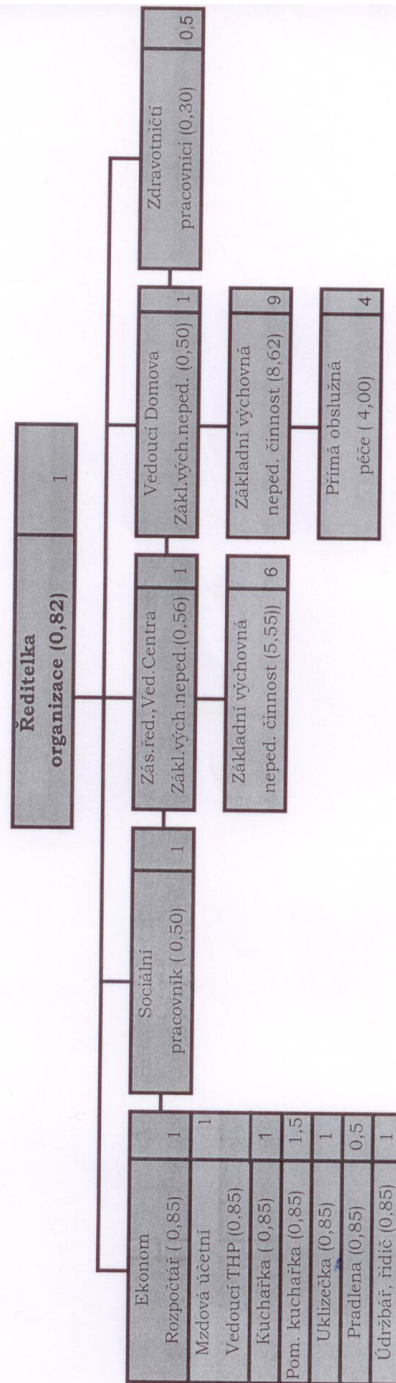 Ředitelka
organizace (0,82)
1
Ekonom
Rozpočtář ( 0,85)
1
Mzdová účetní
Vedoucí THP (0,85)
1
Kuchařka ( 0,85)
1
Pom. kuchařka (0,85)
1,5
Uklízečka (0,85)
1
Pradlena (0,85)
0,5
Údržbář, řidič (0,85)
1
Sociální
pracovník ( 0,50)
1
Zás.řed.,Ved.Centra
Zákl.vých.neped.(0,56)
1
Základní výchovná
neped. činnost (5,55))
6
Vedoucí Domova
Zákl.vých.neped. (0,50)
1
Základní výchovná
neped. činnost (8,62)
9
Přímá obslužná
péče ( 4,00)
4
Zdravotničtí
pracovníci (0,30)
0,5